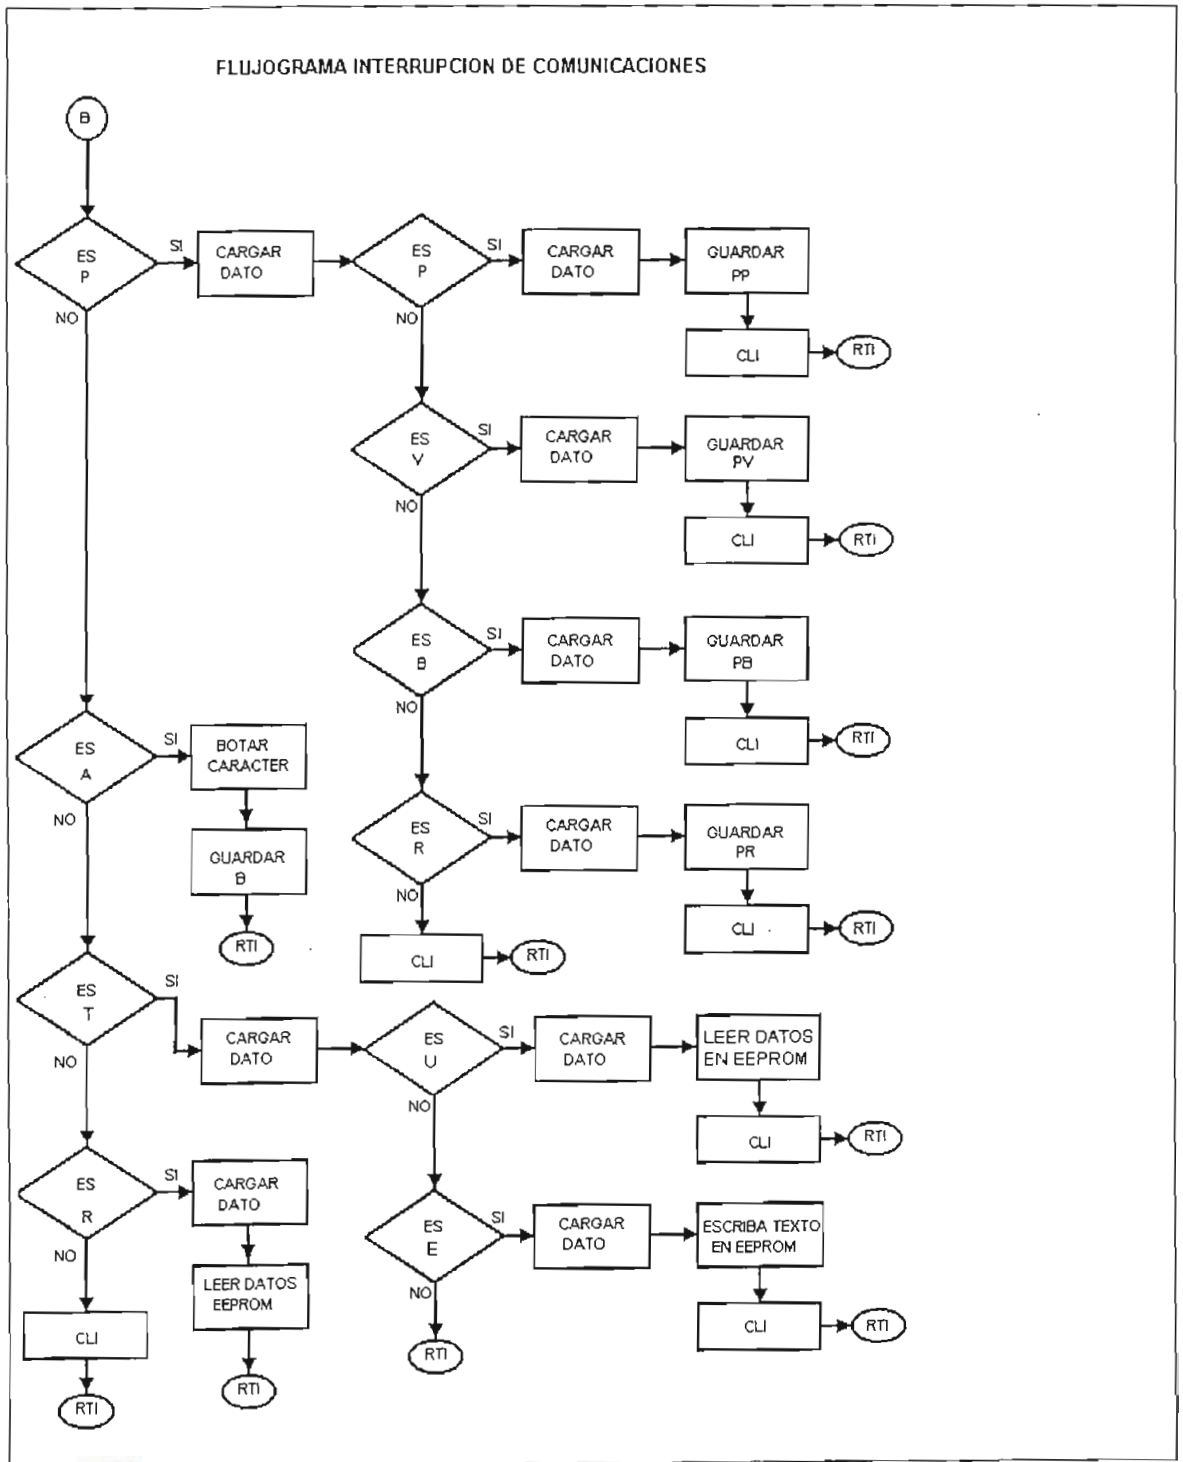 FLUJOGRAMA INTERRUPCION DE COMUNICACIONES
B
ES
P
SI
NO
CARGAR
DATO
ES
P
SI
NO
CARGAR
DATO
GUARDAR
PP
CLI
RTI
ES
V
SI
NO
CARGAR
DATO
GUARDAR
PV
CLI
RTI
ES
B
SI
NO
CARGAR
DATO
GUARDAR
PB
CLI
RTI
ES
R
SI
NO
CARGAR
DATO
GUARDAR
PR
CLI
RTI
CLI
RTI
ES
A
SI
NO
BOTAR
CARACTER
GUARDAR
B
RTI
ES
T
SI
NO
CARGAR
DATO
ES
U
SI
NO
CARGAR
DATO
LEER DATOS
EN EEPROM
CLI
RTI
ES
E
SI
NO
CARGAR
DATO
ESCRIBA TEXTO
EN EEPROM
CLI
RTI
RTI
ES
R
SI
NO
CARGAR
DATO
LEER DATOS
EEPROM
RTI
CLI
RTI